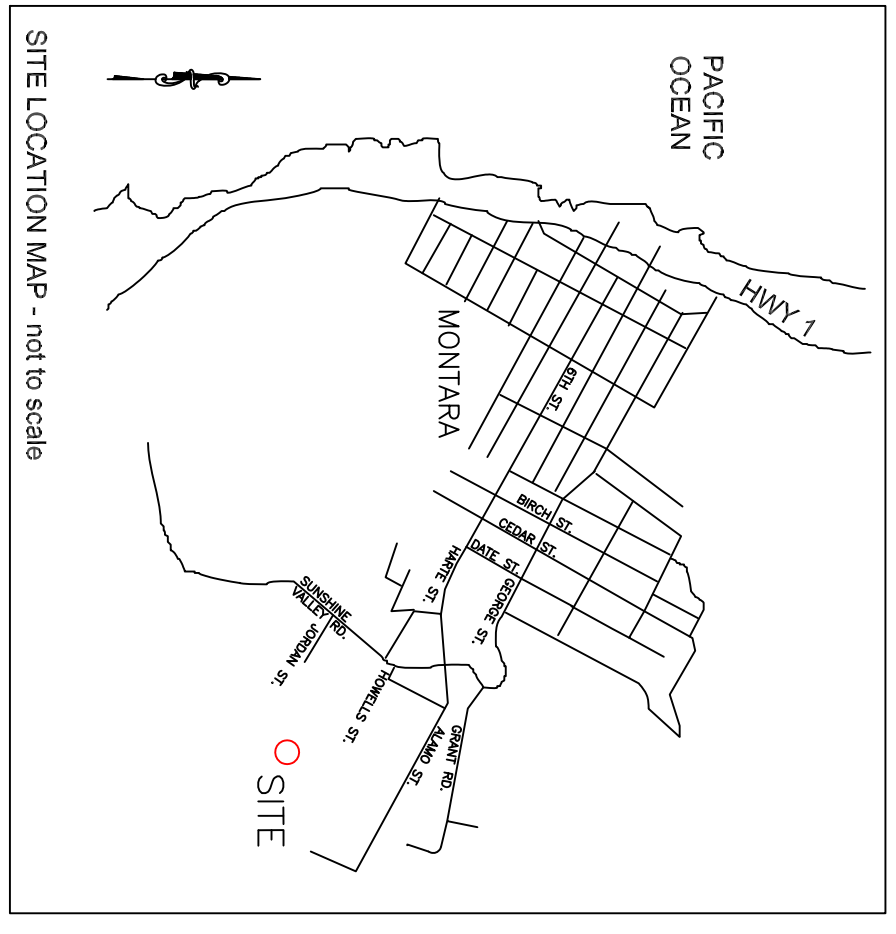 PACIFIC
OCEAN
HWY 1
MONTARA
6TH ST.
BIRCH ST.
CEDAR ST.
DATE ST.
HARTE ST.
GEORGE ST.
SUNSHINE
VALLEY RD.
JORDAN ST.
HOWELLS ST.
GRANT RD.
ALAMO ST.
SITE
SITE LOCATION MAP - not to scale